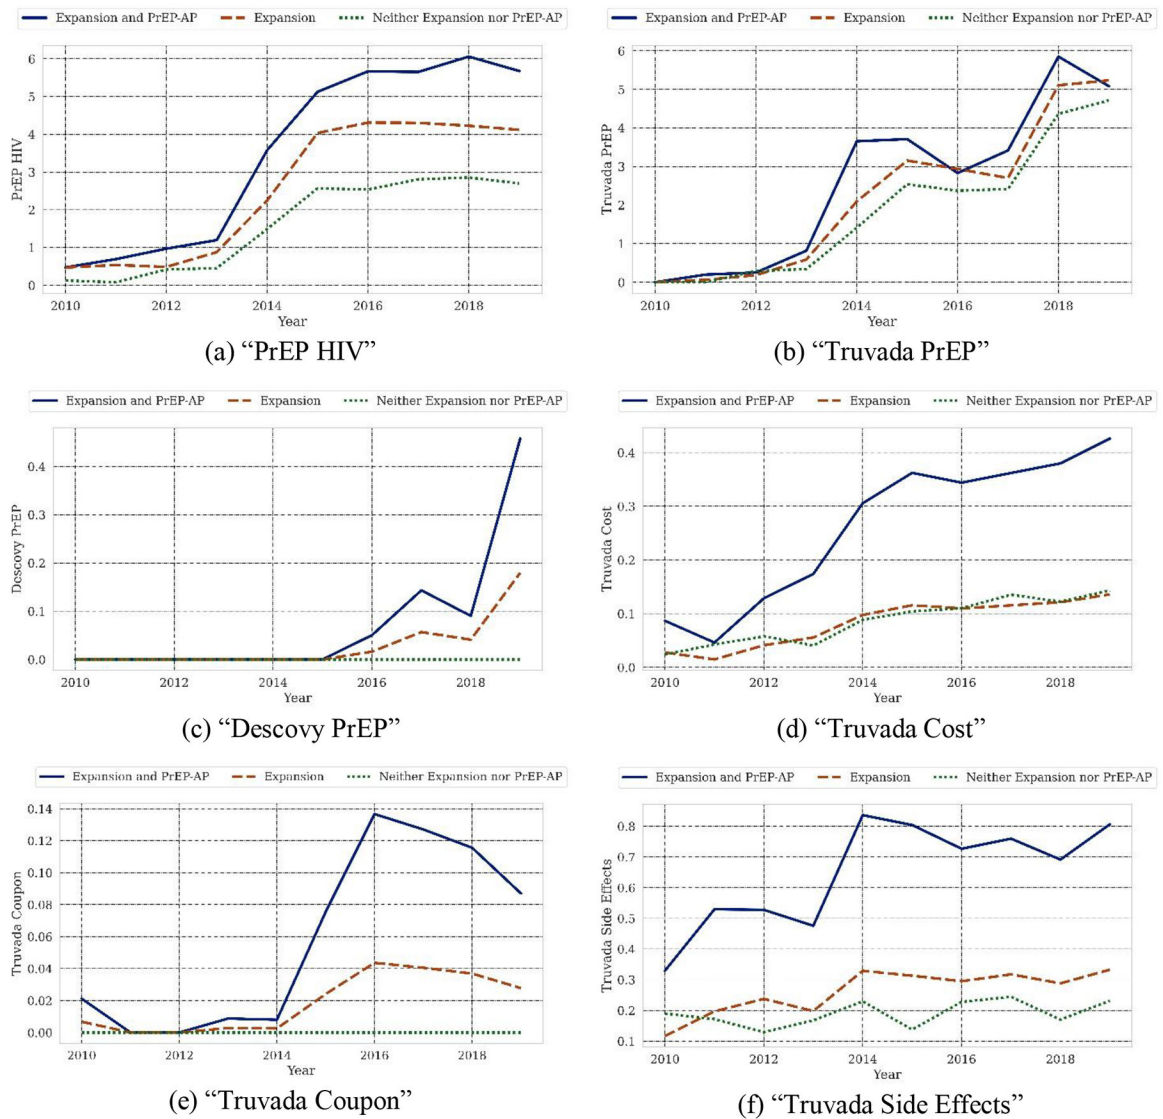 Expansion and PrEP-AP Expansion Neither Expansion nor PrEP-AP
PrEP HIV
6
5
4
3
2
1
0
2010 2012 2014 2016 2018
Year
(a) “PrEP HIV”
Expansion and PrEP-AP Expansion Neither Expansion nor PrEP-AP
Truvada PrEP
6
5
4
3
2
1
0
2010 2012 2014 2016 2018
Year
(b) “Truvada PrEP”
Expansion and PrEP-AP Expansion Neither Expansion nor PrEP-AP
Descovy PrEP
0.4
0.3
0.2
0.1
0.0
2010 2012 2014 2016 2018
Year
(c) “Descovy PrEP”
Expansion and PrEP-AP Expansion Neither Expansion nor PrEP-AP
Truvada Cost
0.4
0.3
0.2
0.1
0.0
2010 2012 2014 2016 2018
Year
(d) “Truvada Cost”
Expansion and PrEP-AP Expansion Neither Expansion nor PrEP-AP
Truvada Coupon
0.14
0.12
0.10
0.08
0.06
0.04
0.02
0.00
2010 2012 2014 2016 2018
Year
(e) “Truvada Coupon”
Expansion and PrEP-AP Expansion Neither Expansion nor PrEP-AP
Truvada Side Effects
0.8
0.7
0.6
0.5
0.4
0.3
0.2
0.1
2010 2012 2014 2016 2018
Year
(f) “Truvada Side Effects”